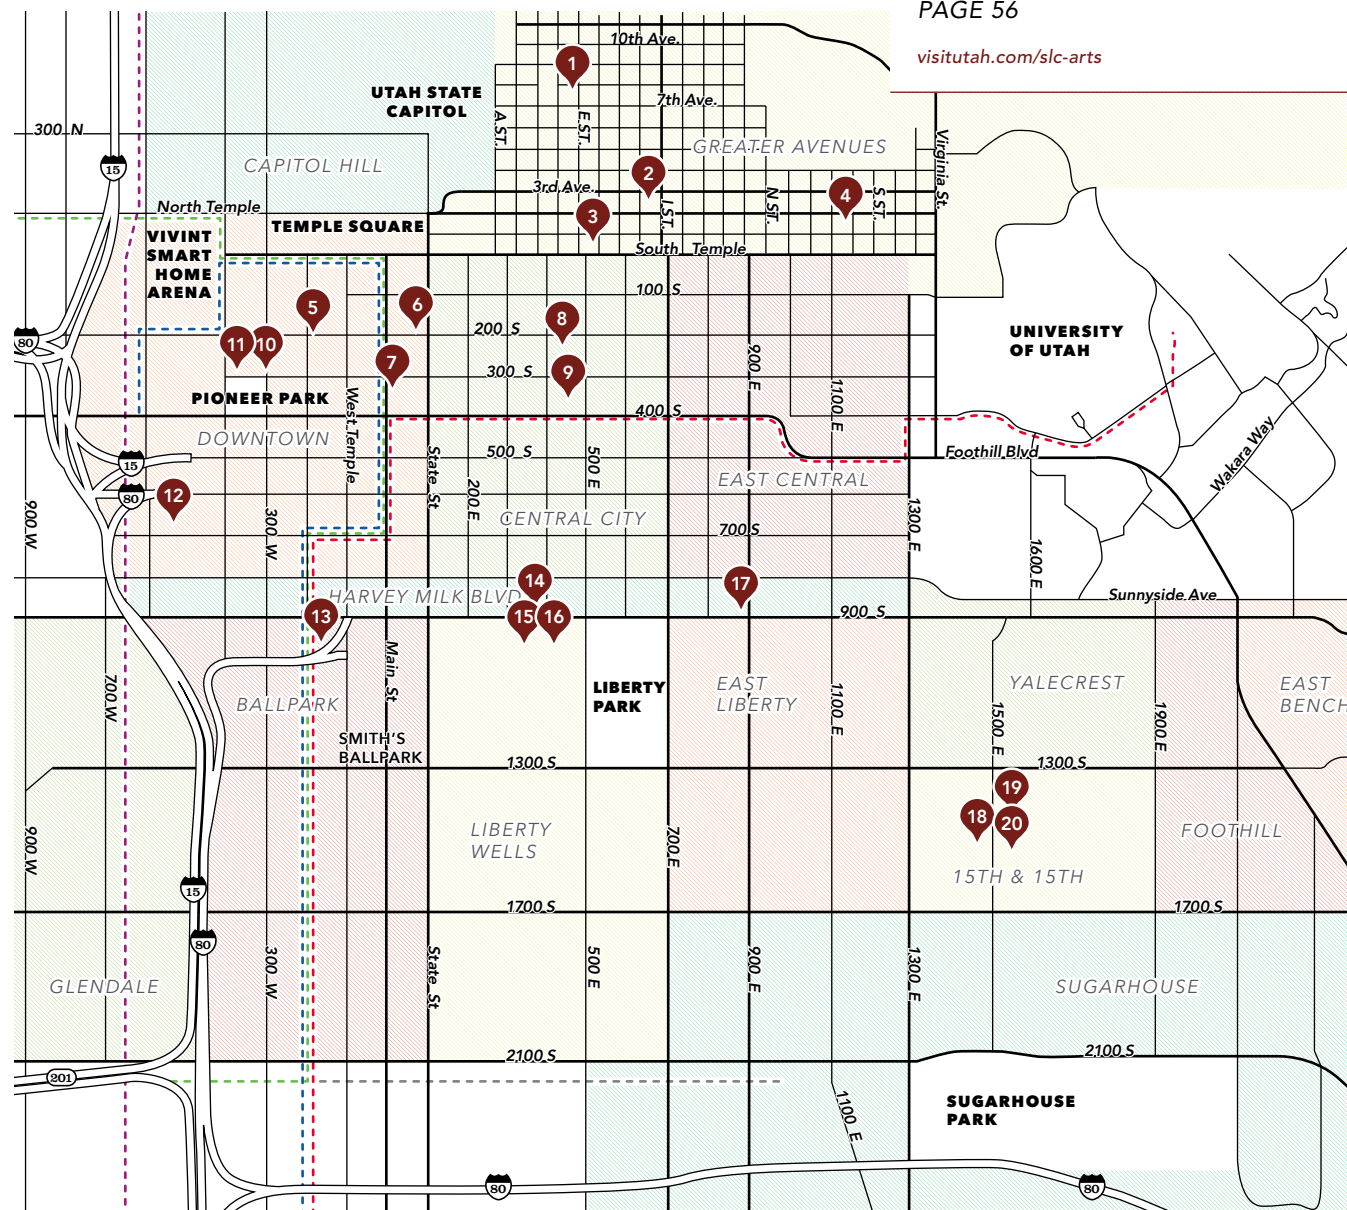 PAGE 56
visitutah.com/slc-arts
10th Ave.
1
UTAH STATE
CAPITOL
7th Ave.
A ST.
E ST.
300 N
GREATER AVENUES
Virginia St.
15
CAPITOL HILL
2
3rd Ave.
4
North Temple
I ST.
N ST.
S ST.
3
TEMPLE SQUARE
VIVINT
SMART
HOME
ARENA
South Temple
100 S
5
6
8
200 S
UNIVERSITY
OF UTAH
80
11
10
7
9
300 S
900 E
1100 E
PIONEER PARK
West Temple
400 S
DOWNTOWN
500 S
Foothill Blvd
Wakara Way
15
State St
500 E
EAST CENTRAL
80
12
200 E
900 W
300 W
CENTRAL CITY
700 S
1300 E
1600 E
14
17
HARVEY MILK BLVD
Sunnyside Ave
13
15
16
900 S
Main St
700 W
BALLPARK
LIBERTY
PARK
EAST
LIBERTY
1100 E
YALECREST
1500 E
1900 E
EAST
BENCH
SMITH'S
BALLPARK
1300 S
1300 S
19
18
20
LIBERTY
WELLS
900 W
700 E
FOOTHILL
15TH & 15TH
15
1700 S
1700 S
80
300 W
State St
500 E
900 E
1300 E
GLENDALE
SUGARHOUSE
2100 S
2100 S
201
1100 E
SUGARHOUSE
PARK
80
80